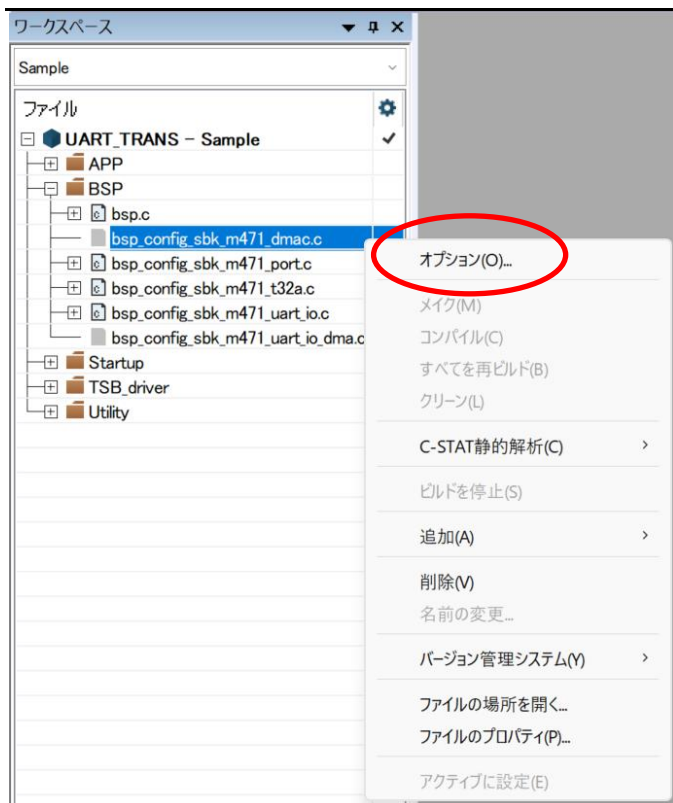 ワークスペース
Sample
ファイル
UART_TRANS - Sample
APP
BSP
bsp.c
bsp_config_sbk_m471_dmac.c
bsp_config_sbk_m471_port.c
bsp_config_sbk_m471_t32a.c
bsp_config_sbk_m471_uart_io.c
bsp_config_sbk_m471_uart_io_dma.c
Startup
TSB_driver
Utility
オプション(O)...
メイク(M)
コンパイル(C)
すべてを再ビルド(B)
クリーン(L)
C-STAT静的解析(C)
ビルドを停止(S)
追加(A)
削除(V)
名前の変更...
バージョン管理システム(Y)
ファイルの場所を開く...
ファイルのプロパティ(P)...
アクティブに設定(E)